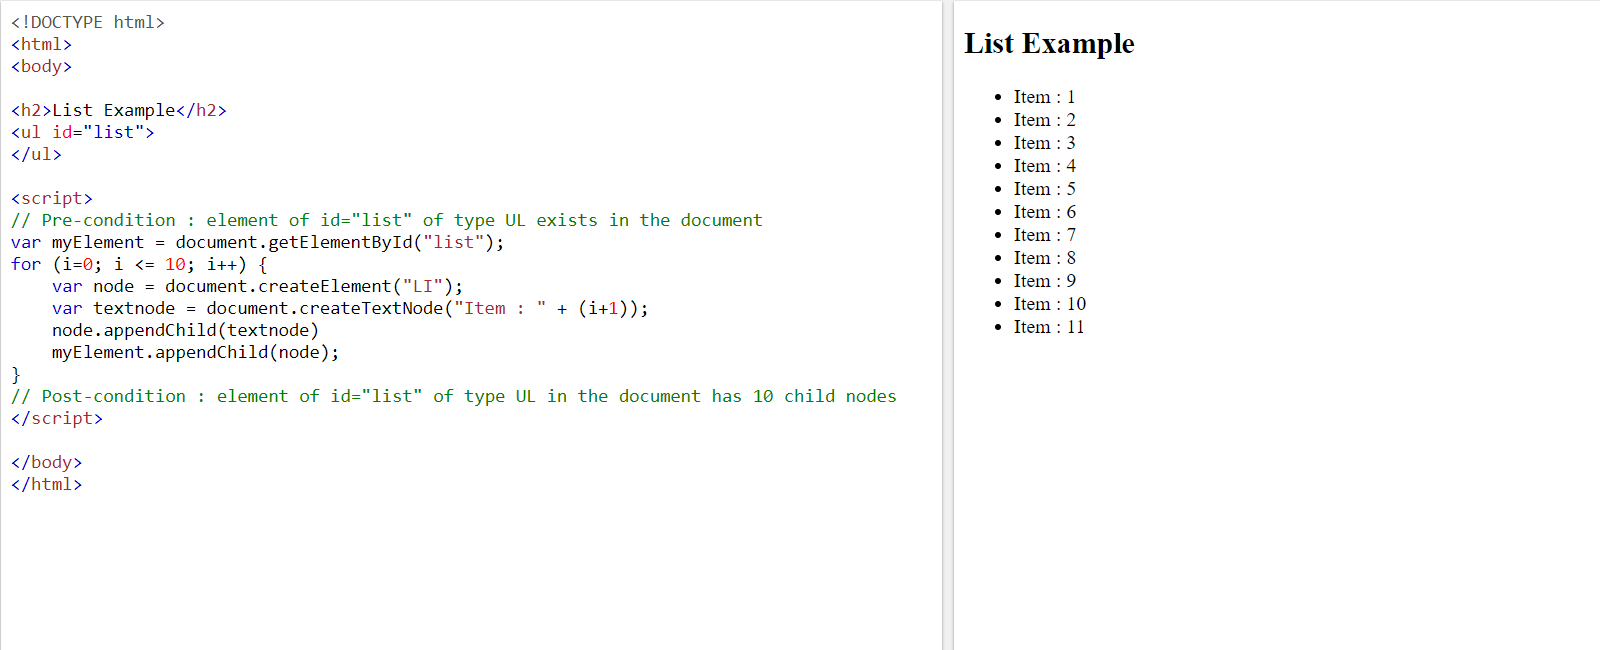 <!DOCTYPE html>
<html>
<body>
<h2>List Example</h2>
<ul id="list">
</ul>
<script>
// Pre-condition : element of id="list" of type UL exists in the document
var myElement = document.getElementById("list");
for (i=0; i <= 10; i++) {
    var node = document.createElement("LI");
    var textnode = document.createTextNode("Item : " + (i+1));
    node.appendChild(textnode)
    myElement.appendChild(node);
}
// Post-condition : element of id="list" of type UL in the document has 10 child nodes
</script>
</body>
</html>
List Example
• Item : 1
• Item : 2
• Item : 3
• Item : 4
• Item : 5
• Item : 6
• Item : 7
• Item : 8
• Item : 9
• Item : 10
• Item : 11